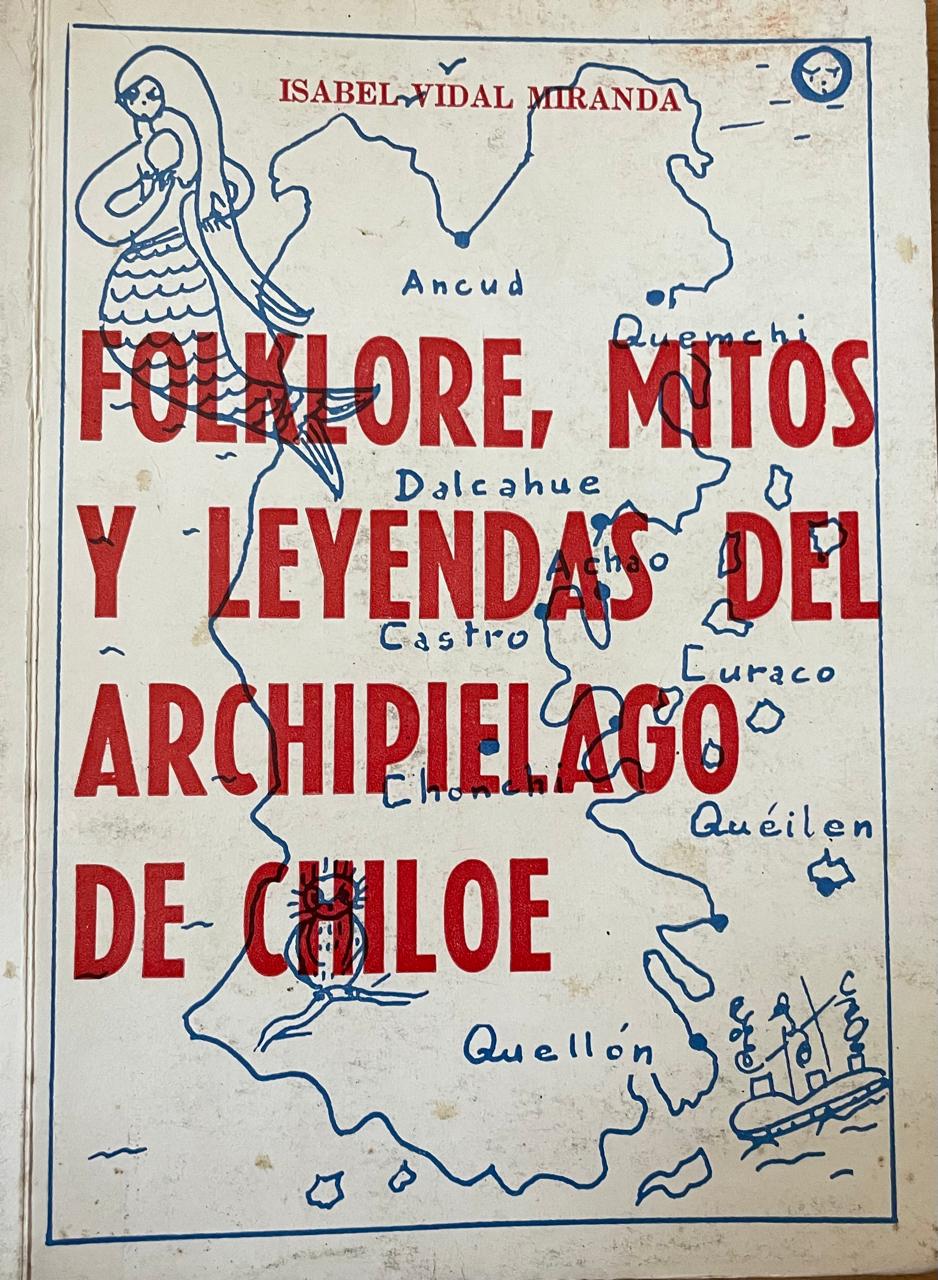 ISABEL VIDAL MIRANDA
Ancud
Quemchi
FOLKLORE, MITOS
Dalcahue
Y LEYENDAS DEL
Achao
Castro
Curaco
ARCHIPIELAGO
Chonchi
Quéilen
DE CHILOE
Quellón